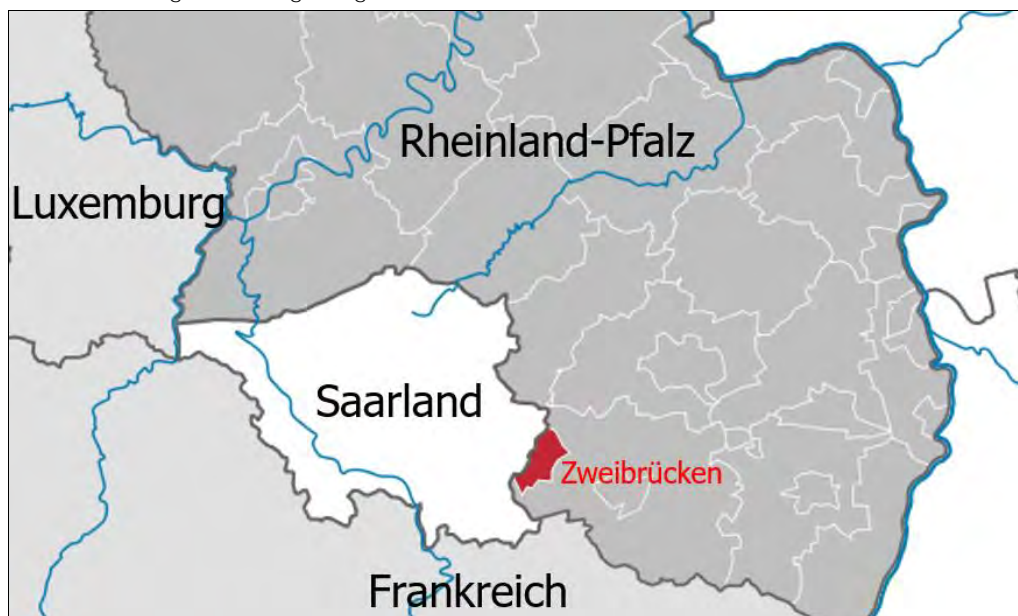 Rheinland-Pfalz
Luxemburg
Saarland
Zweibrücken
Frankreich